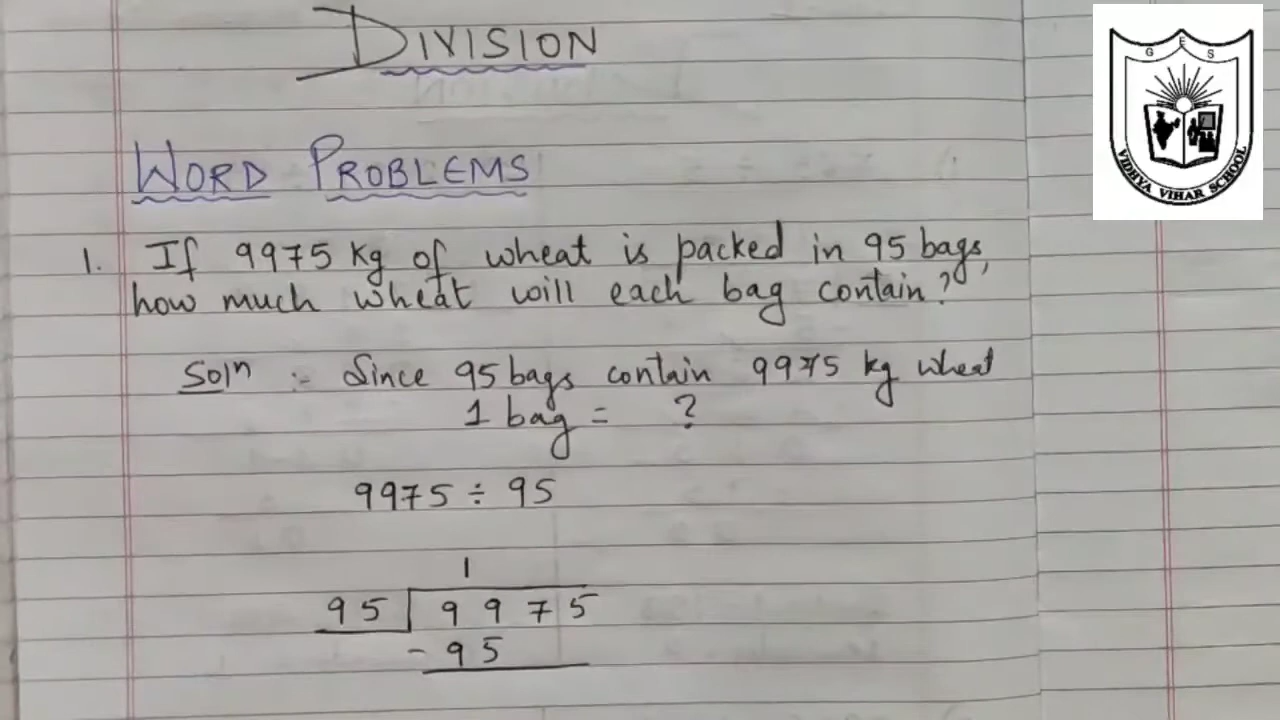 DIVISION
WORD PROBLEMS
1. If 9975 Kg of wheat is packed in 95 bags,
how much wheat will each bag contain?
Soln :- Since 95 bags contain 9975 kg wheat
1 bag = ?
9975 ÷ 95
1
95 9975
- 95
G E S
VIDHYA VIHAR SCHOOL